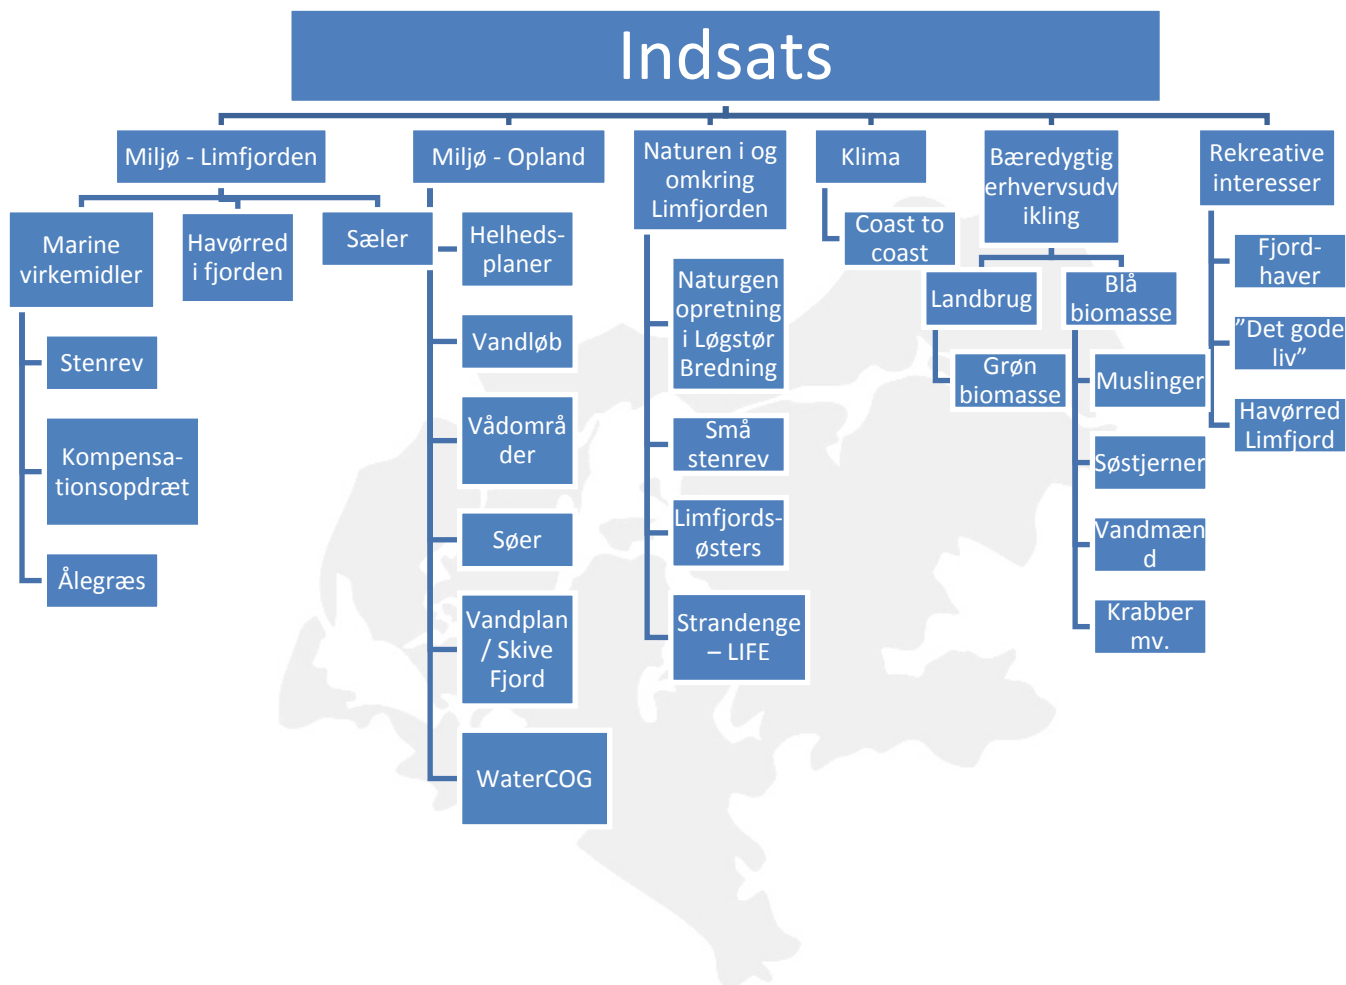 Indsats
Miljø - Limfjorden
Marine
virkemidler
Stenrev
Kompensa-
tionsopdræt
Ålegræs
Havørred
i fjorden
Sæler
Miljø - Opland
Helheds-
planer
Vandløb
Vådområ
der
Søer
Vandplan
/ Skive
Fjord
WaterCOG
Naturen i og
omkring
Limfjorden
Naturgen
opretning
i Løgstør
Bredning
Små
stenrev
Limfjords-
østers
Strandenge
– LIFE
Klima
Coast to
coast
Bæredygtig
erhvervsudv
ikling
Landbrug
Grøn
biomasse
Blå
biomasse
Muslinger
Søstjerner
Vandmæn
d
Krabber
mv.
Rekreative
interesser
Fjord-
haver
”Det gode
liv”
Havørred
Limfjord